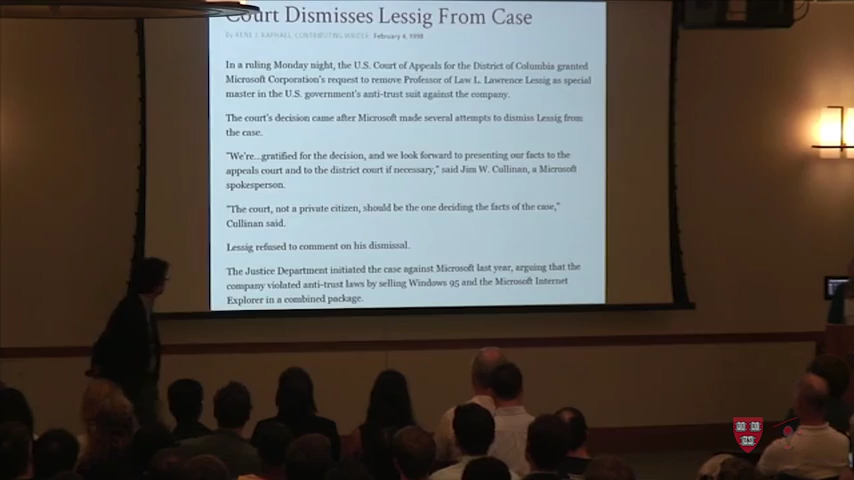 Court Dismisses Lessig From Case
By RENE J. RAPHAEL, CONTRIBUTING WRITER February 4, 1998
In a ruling Monday night, the U.S. Court of Appeals for the District of Columbia granted
Microsoft Corporation's request to remove Professor of Law L. Lawrence Lessig as special
master in the U.S. government's anti-trust suit against the company.
The court's decision came after Microsoft made several attempts to dismiss Lessig from
the case.
"We're...gratified for the decision, and we look forward to presenting our facts to the
appeals court and to the district court if necessary," said Jim W. Cullinan, a Microsoft
spokesperson.
"The court, not a private citizen, should be the one deciding the facts of the case,"
Cullinan said.
Lessig refused to comment on his dismissal.
The Justice Department initiated the case against Microsoft last year, arguing that the
company violated anti-trust laws by selling Windows 95 and the Microsoft Internet
Explorer in a combined package.